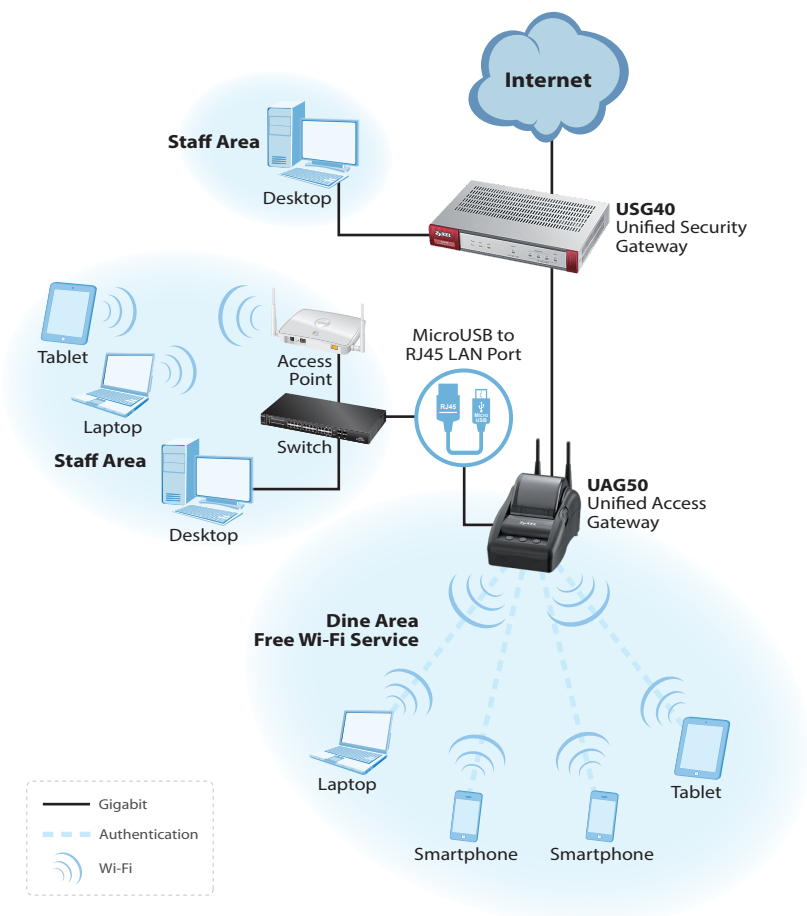 Internet
Staff Area
Desktop
USG40
Unified Security
Gateway
ZyXEL
Tablet
Access
Point
MicroUSB to
RJ45 LAN Port
RJ45
Micro
USB
Laptop
Switch
Staff Area
Desktop
UAG50
Unified Access
Gateway
ZyXEL
Dine Area
Free Wi-Fi Service
Laptop
Tablet
Smartphone
Smartphone
Gigabit
Authentication
Wi-Fi